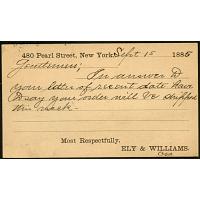 480 Pearl Street, New York, Sept 15 1885
Gentlemen;
In answer to
your letter of recent date have
to say your order will be shipped
this week.
Most Respectfully,
ELY & WILLIAMS.